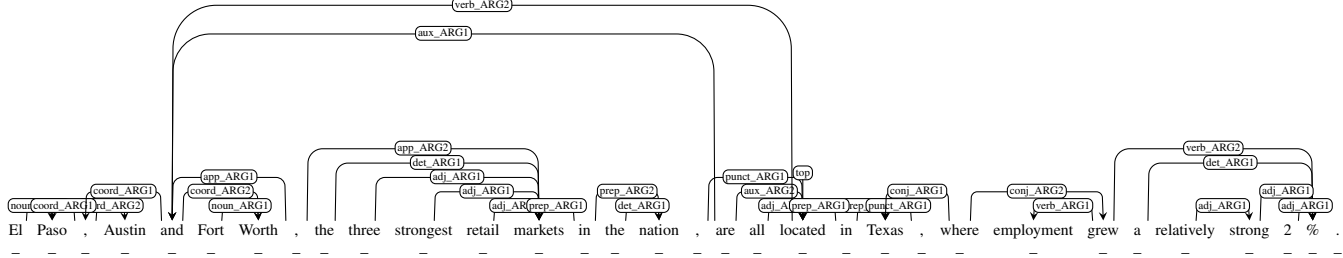 verb_ARG2
aux_ARG1
app_ARG2 verb_ARG2
det_ARG1 det_ARG1
app_ARG1 adj_ARG1 punct_ARG1 top
coord_ARG1 coord_ARG2 adj_ARG1 prep_ARG2 aux_ARG2 conj_ARG1 conj_ARG2 adj_ARG1
coord_ARG1 noun_ARG1 prep_ARG1 det_ARG1 prep_ARG1 punct_ARG1 verb_ARG1 adj_ARG1 adj_ARG1
El Paso , Austin and Fort Worth , the three strongest retail markets in the nation , are all located in Texas , where employment grew a relatively strong 2 % .
_ _ _ _ _ _ _ _ _ _ _ _ _ _ _ _ _ _ _ _ _ _ _ _ _ _ _ _ _ _ _ _